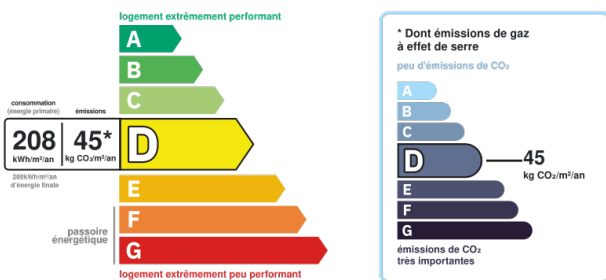 logement extrêmement performant
A
B
C
consommation
(énergie primaire)
émissions
208
kWh/m²/an
45*
kg CO₂/m²/an
D
208kWh/m²/an
d'énergie finale
E
F
G
passoire
énergétique
logement extrêmement peu performant
* Dont émissions de gaz
à effet de serre
peu d'émissions de CO₂
A
B
C
D
45
kg CO₂/m²/an
E
F
G
émissions de CO₂
très importantes